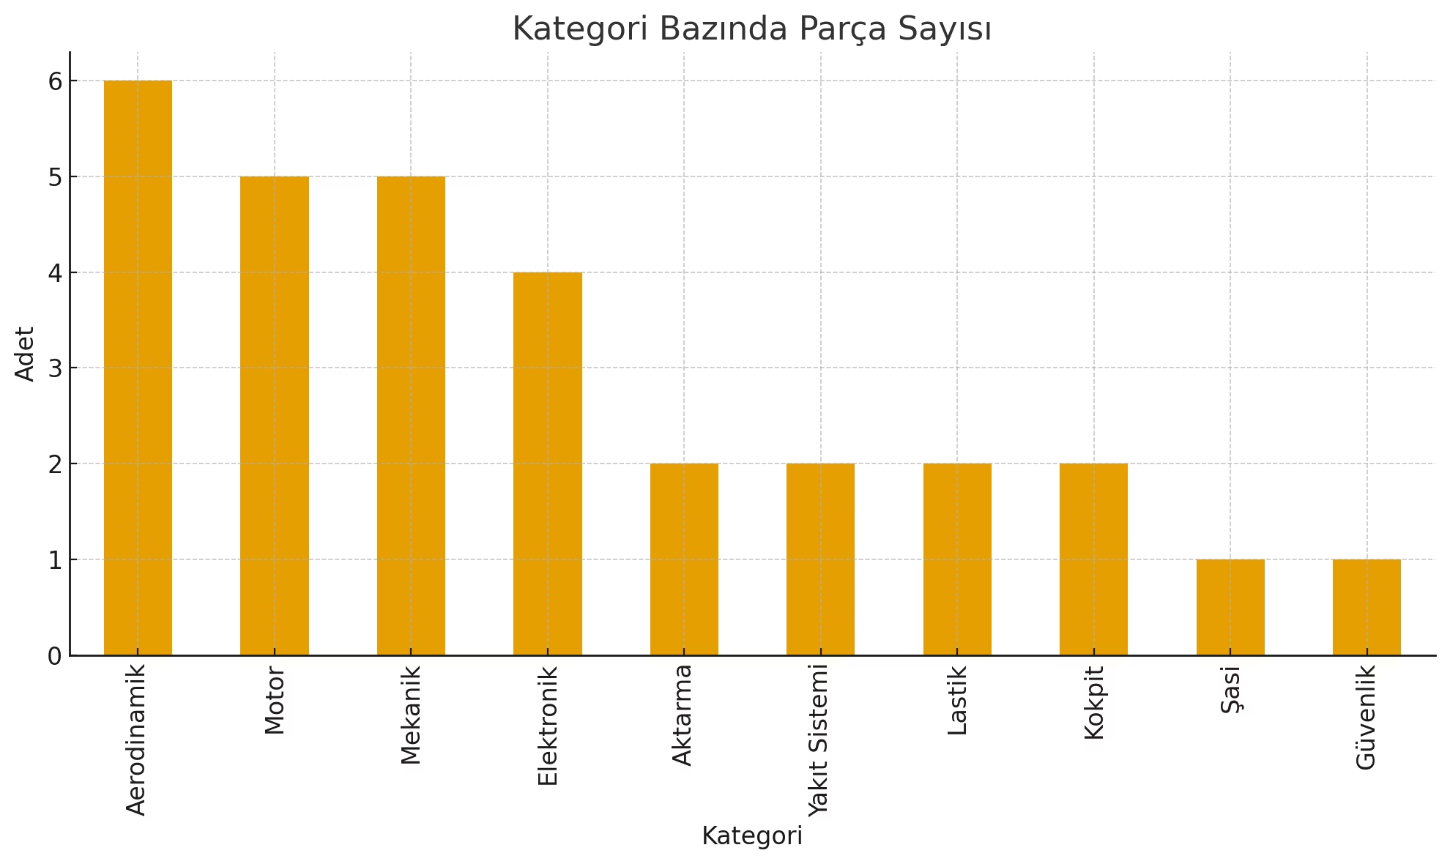 Kategori Bazında Parça Sayısı
Adet
6
5
4
3
2
1
0
Aerodinamik
Motor
Mekanik
Elektronik
Aktarma
Yakıt Sistemi
Lastik
Kokpit
Şasi
Güvenlik
Kategori